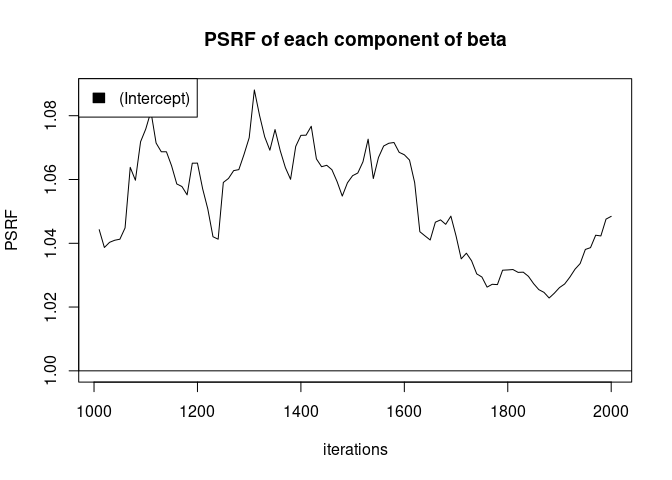 PSRF of each component of beta
(Intercept)
PSRF
1.08
1.06
1.04
1.02
1.00
1000 1200 1400 1600 1800 2000
iterations